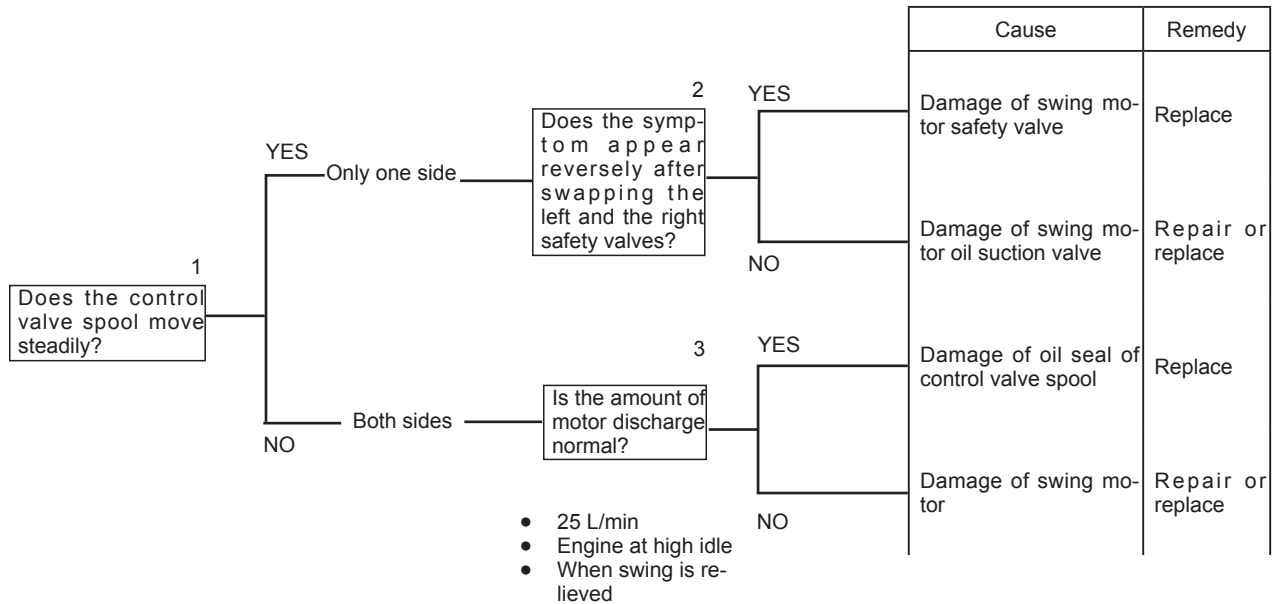 Cause
Remedy
1
Does the control
valve spool move
steadily?
YES
Only one side
2
Does the symp-
tom appear
reversely after
swapping the
left and the right
safety valves?
YES
Damage of swing mo-
tor safety valve
Replace
NO
Damage of swing mo-
tor oil suction valve
Repair or
replace
NO
Both sides
3
Is the amount of
motor discharge
normal?
YES
Damage of oil seal of
control valve spool
Replace
NO
Damage of swing mo-
tor
Repair or
replace
● 25 L/min
● Engine at high idle
● When swing is re-
lieved